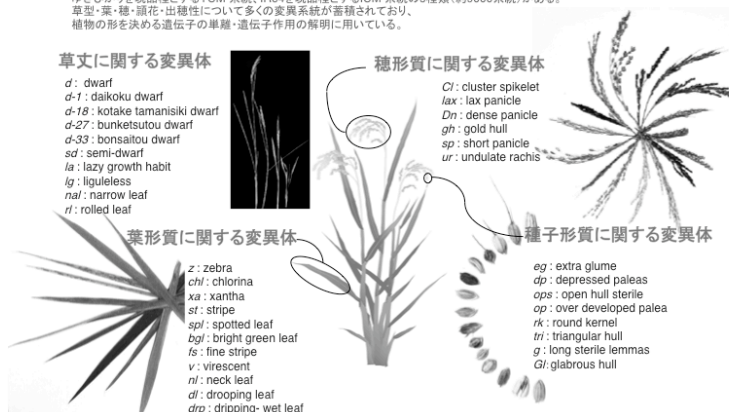 草型・葉・穂・頴花・出穂性について多くの変異系統が蓄積されており、
植物の形を決める遺伝子の単離・遺伝子作用の解明に用いている。
草丈に関する変異体
d : dwarf
d-1 : daikoku dwarf
d-18 : kotake tamanisiki dwarf
d-27 : bunketsutou dwarf
d-33 : bonsaitou dwarf
sd : semi-dwarf
la : lazy growth habit
lg : liguleless
nal : narrow leaf
rl : rolled leaf
穂形質に関する変異体
Cl : cluster spikelet
lax : lax panicle
Dn : dense panicle
gh : gold hull
sp : short panicle
ur : undulate rachis
葉形質に関する変異体
z : zebra
chl : chlorina
xa : xantha
st : stripe
spl : spotted leaf
bgl : bright green leaf
fs : fine stripe
v : virescent
nl : neck leaf
dl : drooping leaf
drp : dripping- wet leaf
種子形質に関する変異体
eg : extra glume
dp : depressed paleas
ops : open hull sterile
op : over developed palea
rk : round kernel
tri : triangular hull
g : long sterile lemmas
Gl: glabrous hull